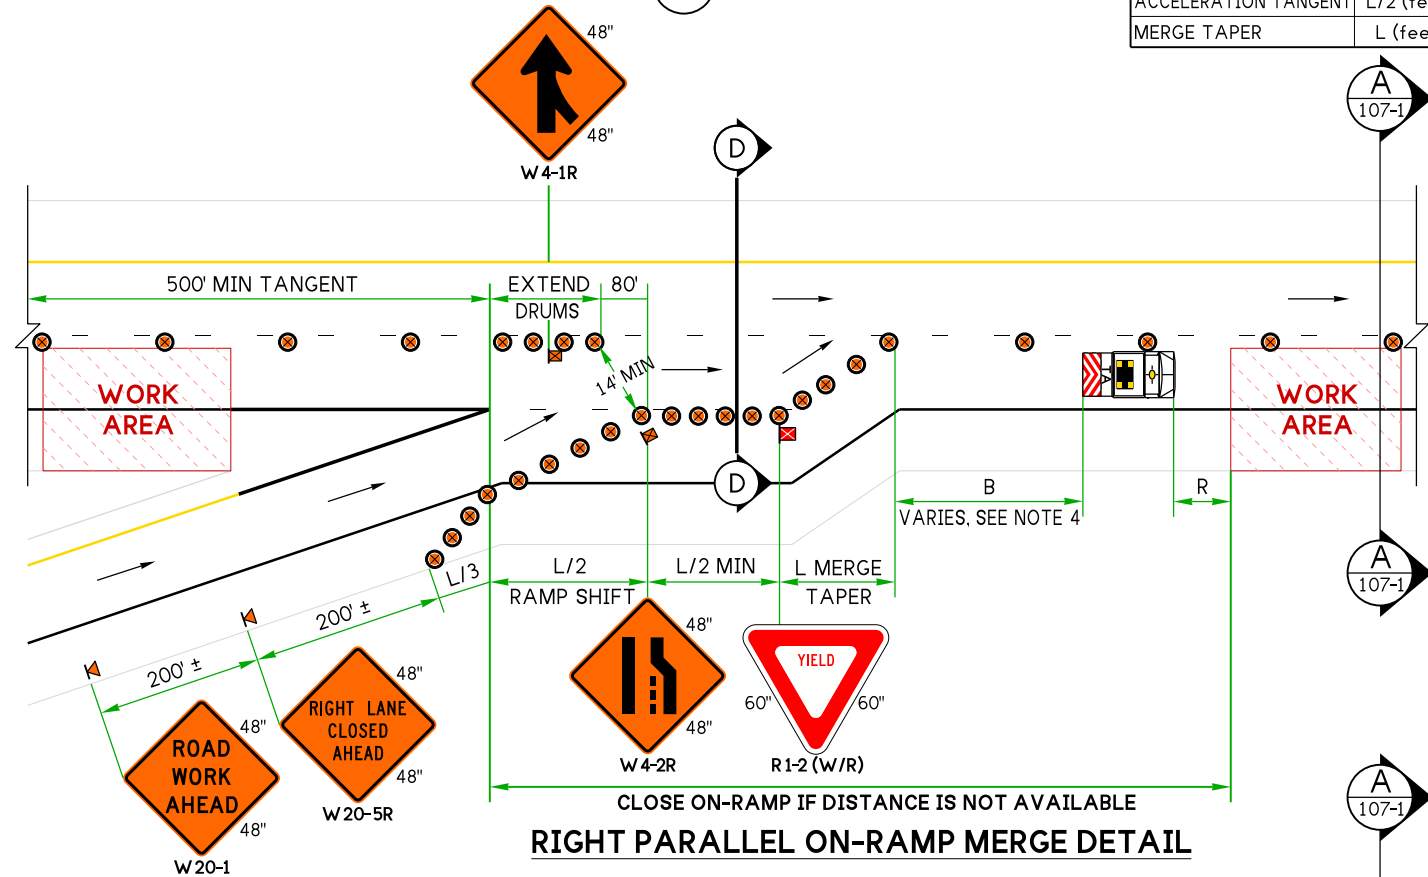 ACCELERATION TANGENT L/2 (fe
MERGE TAPER L (fee
48"
48"
W4-1R
A
107-1
D
500' MIN TANGENT
EXTEND
DRUMS
80'
14' MIN
WORK
AREA
WORK
AREA
D
B
VARIES, SEE NOTE 4
R
A
107-1
L/3
L/2
RAMP SHIFT
L/2 MIN
L MERGE
TAPER
200' ±
200' ±
48"
48"
W4-2R
YIELD
60"
60"
R1-2 (W/R)
RIGHT LANE
CLOSED
AHEAD
48"
48"
W20-5R
ROAD
WORK
AHEAD
48"
48"
W20-1
A
107-1
CLOSE ON-RAMP IF DISTANCE IS NOT AVAILABLE
RIGHT PARALLEL ON-RAMP MERGE DETAIL